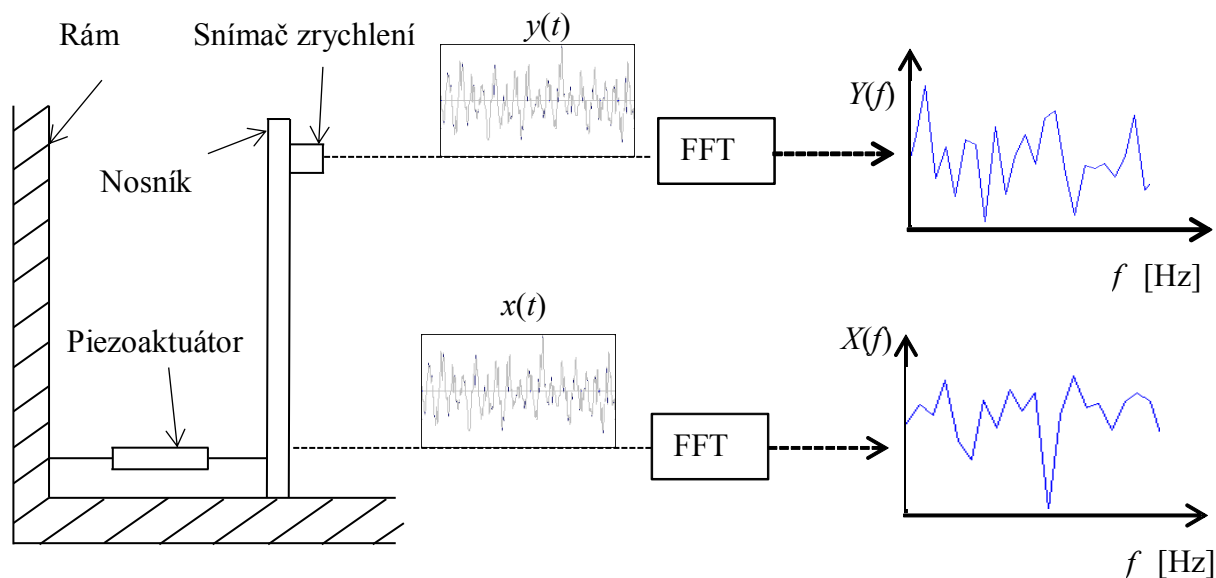 Rám
Snímač zrychlení
y(t)
Y(f)
FFT
Nosník
f [Hz]
x(t)
X(f)
Piezoaktuátor
FFT
f [Hz]